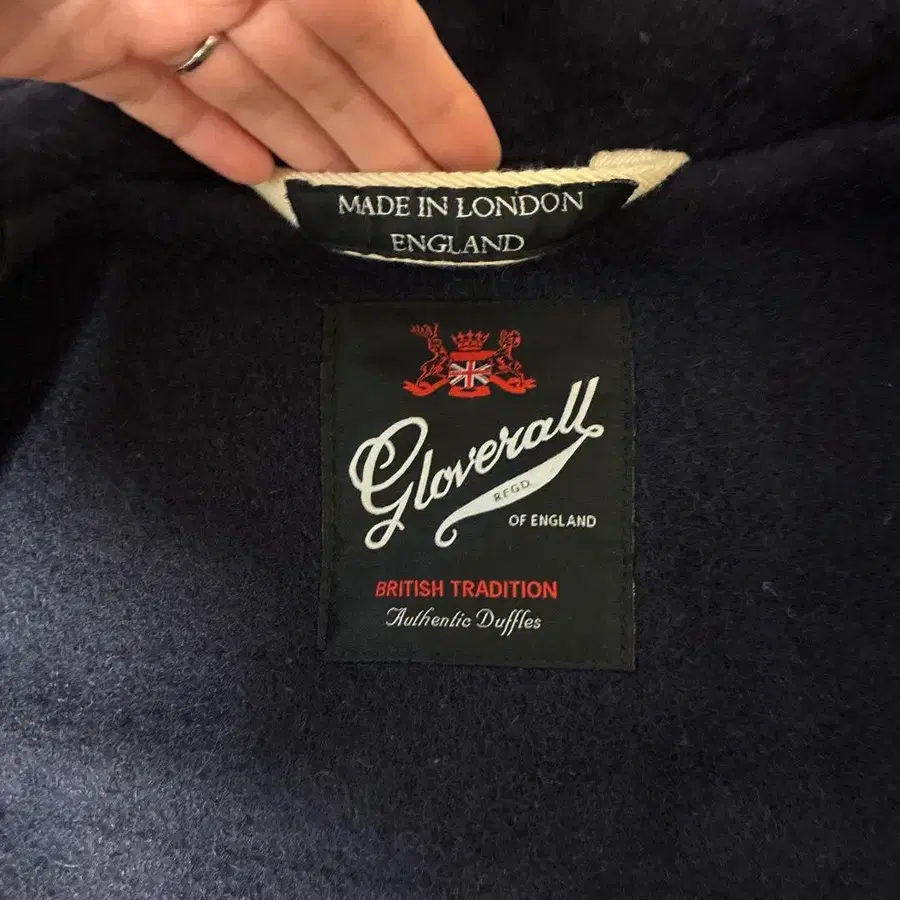 MADE IN LONDON
ENGLAND
Gloverall
REGD
OF ENGLAND
BRITISH TRADITION
Authentic Duffles